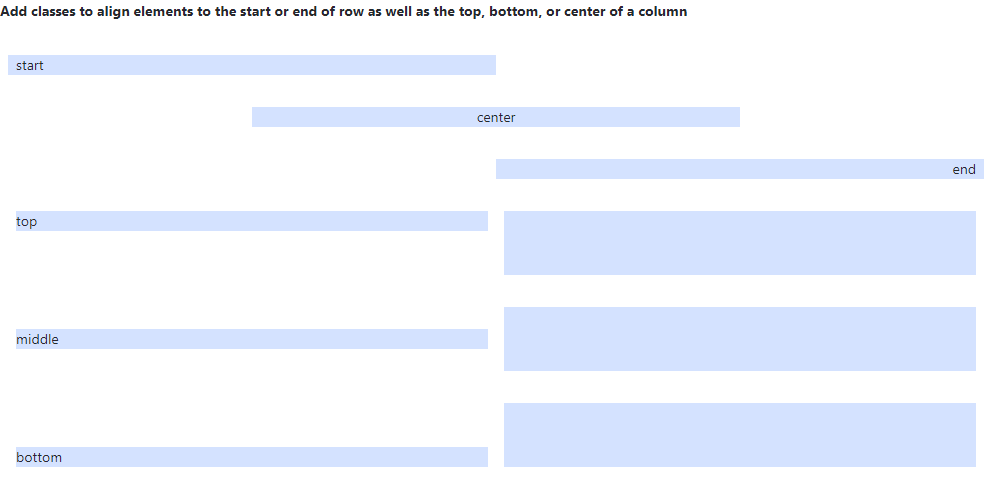 Add classes to align elements to the start or end of row as well as the top, bottom, or center of a column
start
center
end
top
middle
bottom